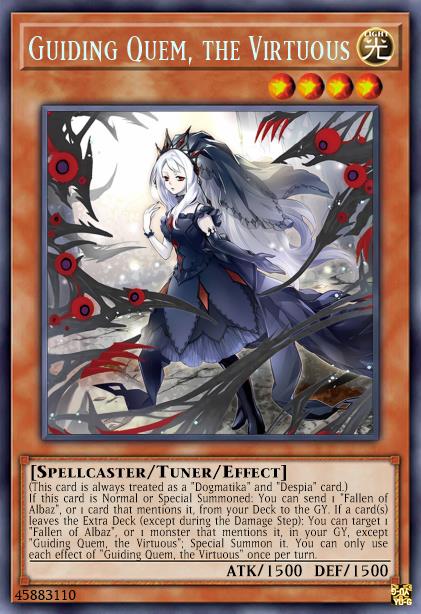 GUIDING QUEM, THE VIRTUOUS
LIGHT
光
[SPELLCASTER/TUNER/EFFECT]
(This card is always treated as a "Dogmatika" and "Despia" card.)
If this card is Normal or Special Summoned: You can send 1 "Fallen of
Albaz", or 1 card that mentions it, from your Deck to the GY. If a card(s)
leaves the Extra Deck (except during the Damage Step): You can target 1
"Fallen of Albaz", or 1 monster that mentions it, in your GY, except
"Guiding Quem, the Virtuous"; Special Summon it. You can only use
each effect of "Guiding Quem, the Virtuous" once per turn.
ATK/1500 DEF/1500
45883110